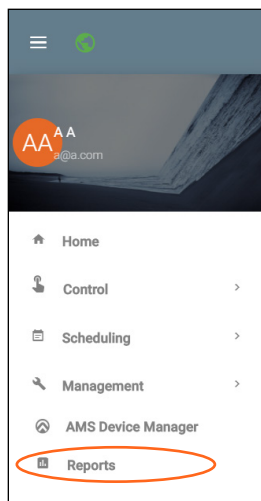 AA
A A
a@a.com
Home
Control
Scheduling
Management
AMS Device Manager
Reports